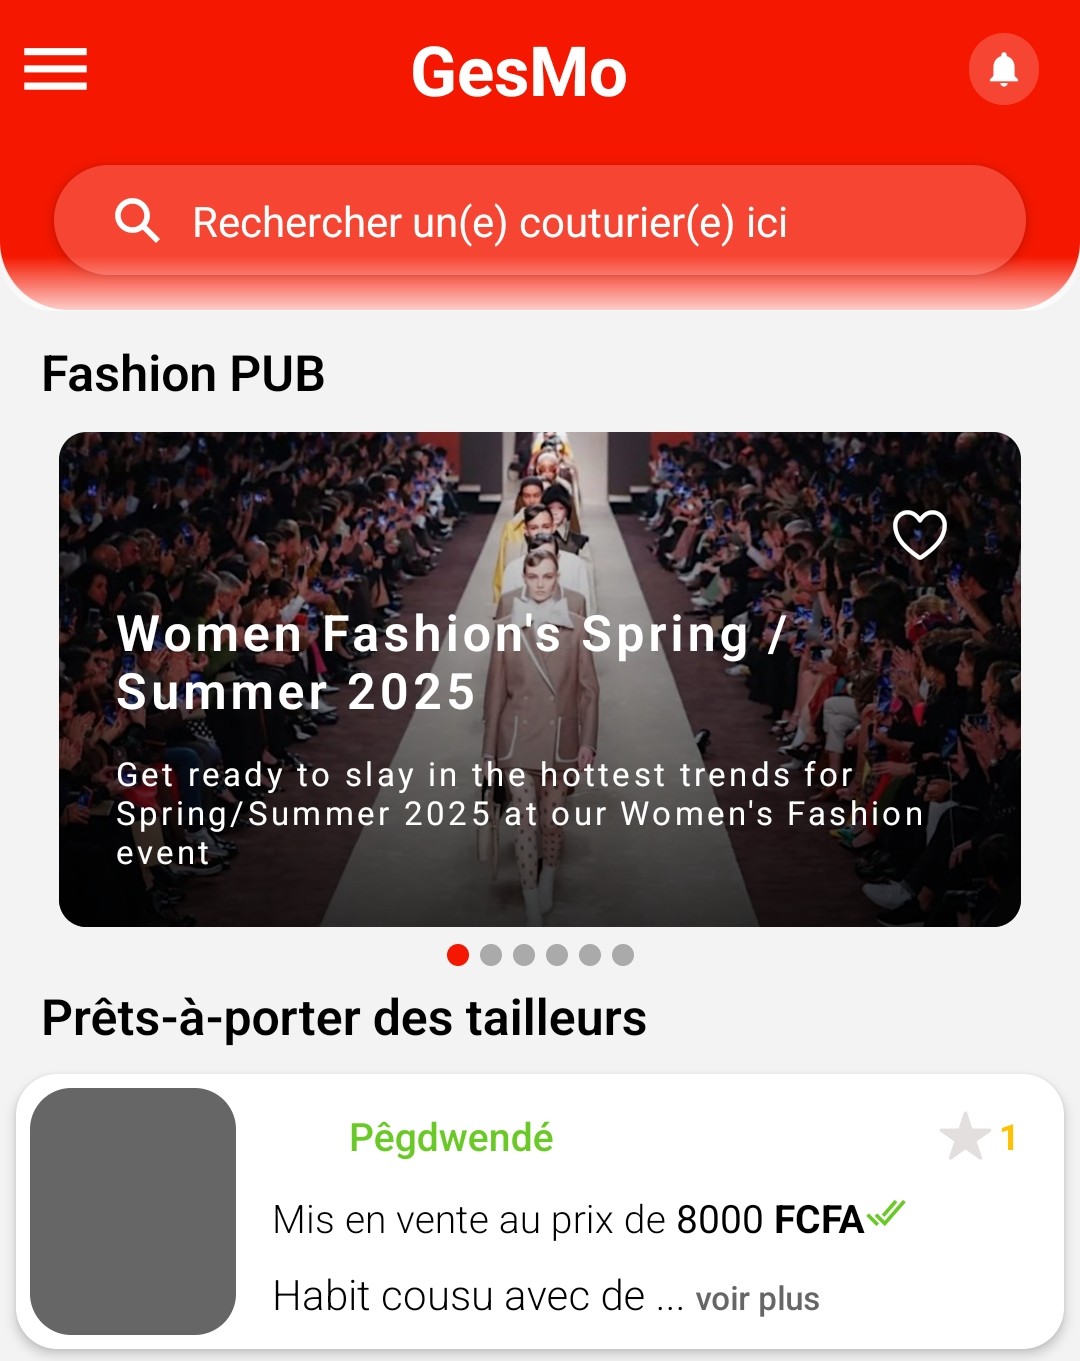 GesMo
Rechercher un(e) couturier(e) ici
Fashion PUB
Women Fashion's Spring /
Summer 2025
Get ready to slay in the hottest trends for
Spring/Summer 2025 at our Women's Fashion
event
Prêts-à-porter des tailleurs
Pêgdwendé 1
Mis en vente au prix de 8000 FCFA
Habit cousu avec de ... voir plus